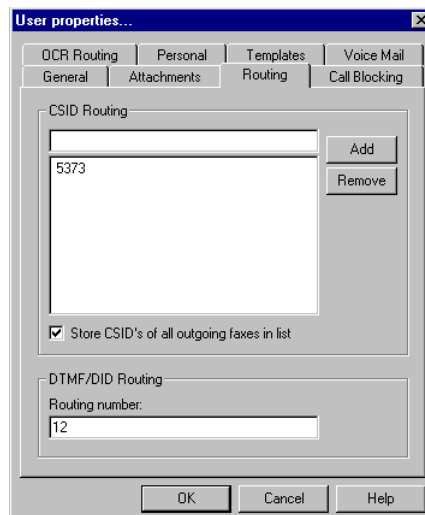 User properties...
OCR Routing Personal Templates Voice Mail
General Attachments Routing Call Blocking
CSID Routing
Add
5373
Remove
Store CSID's of all outgoing faxes in list
DTMF/DID Routing
Routing number:
12
OK Cancel Help